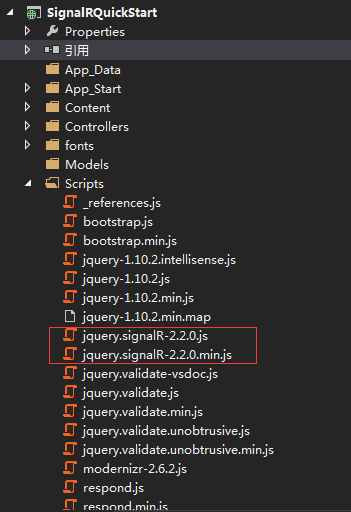 SignalRQuickStart
Properties
引用
App_Data
App_Start
Content
Controllers
fonts
Models
Scripts
_references.js
bootstrap.js
bootstrap.min.js
jquery-1.10.2.intellisense.js
jquery-1.10.2.js
jquery-1.10.2.min.js
jquery-1.10.2.min.map
jquery.signalR-2.2.0.js
jquery.signalR-2.2.0.min.js
jquery.validate-vsdoc.js
jquery.validate.js
jquery.validate.min.js
jquery.validate.unobtrusive.js
jquery.validate.unobtrusive.min.js
modernizr-2.6.2.js
respond.js
respond.min.js